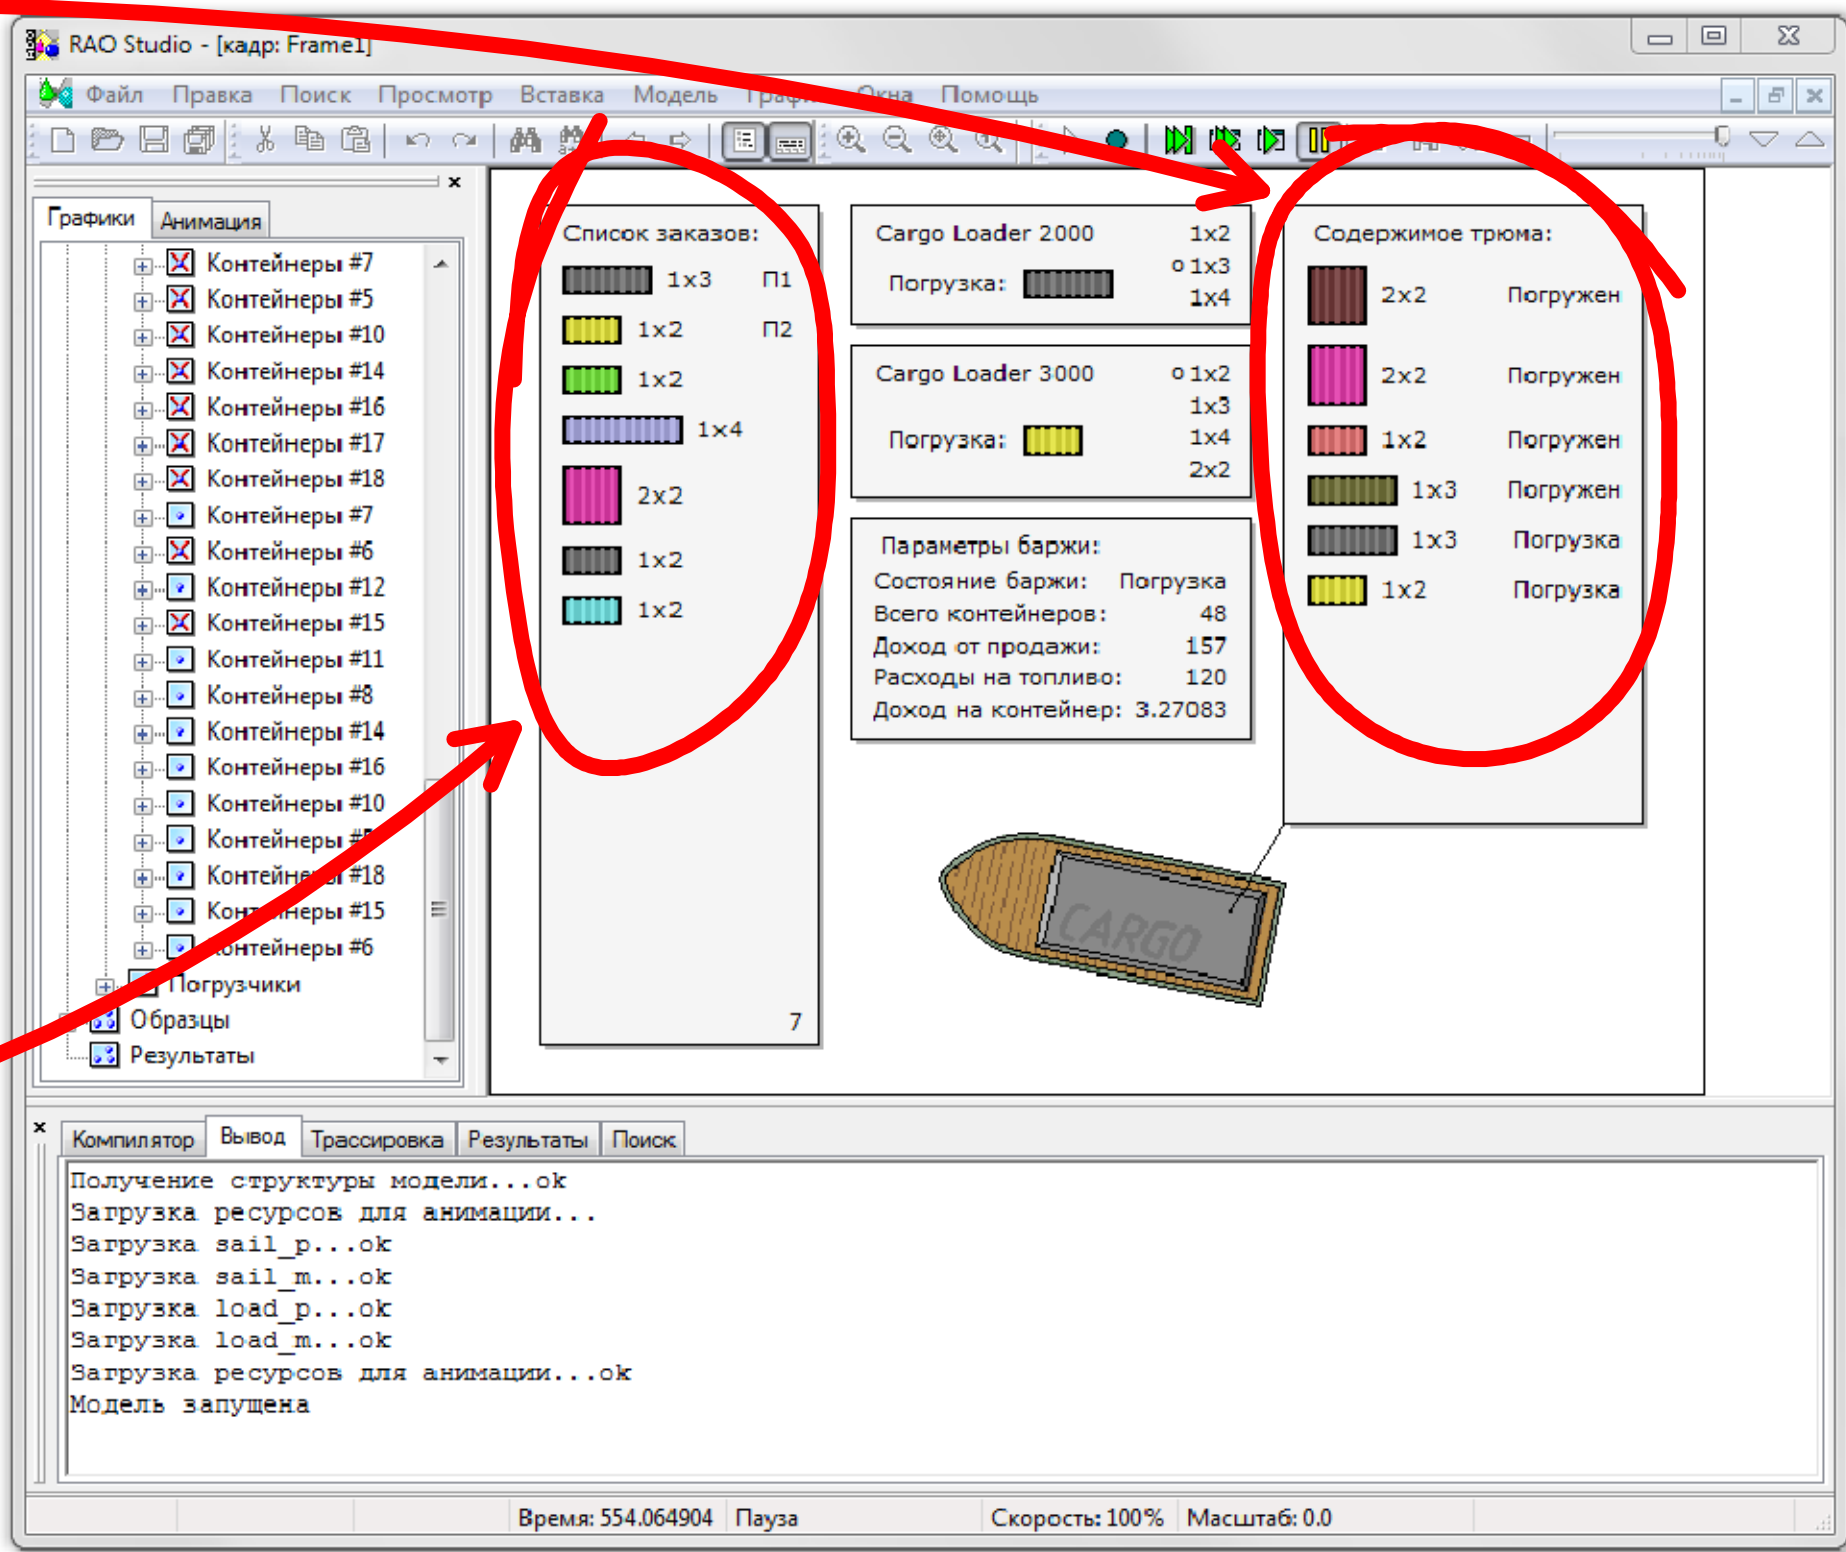 RAO Studio - [кадр: Frame1]
Файл Правка Поиск Просмотр Вставка Модель Окна Помощь
Графики Анимация
Контейнеры #7
Контейнеры #5
Контейнеры #10
Контейнеры #14
Контейнеры #16
Контейнеры #17
Контейнеры #18
Контейнеры #7
Контейнеры #6
Контейнеры #12
Контейнеры #15
Контейнеры #11
Контейнеры #8
Контейнеры #14
Контейнеры #16
Контейнеры #10
Контейнеры
Контейнеры #18
Контейнеры #15
Контейнеры #6
Погрузчики
Образцы
Результаты
Список заказов:
1x3 П1
1x2 П2
1x2
1x4
2x2
1x2
1x2
7
Cargo Loader 2000 1x2
Погрузка: 1x3
1x4
Cargo Loader 3000 1x2
1x3
Погрузка: 1x4
2x2
Параметры баржи:
Состояние баржи: Погрузка
Всего контейнеров: 48
Доход от продажи: 157
Расходы на топливо: 120
Доход на контейнер: 3.27083
Содержимое трюма:
2x2 Погружен
2x2 Погружен
1x2 Погружен
1x3 Погружен
1x3 Погрузка
1x2 Погрузка
CARGO
Компилятор Вывод Трассировка Результаты Поиск
Получение структуры модели...ok
Загрузка ресурсов для анимации...
Загрузка sail_p...ok
Загрузка sail_m...ok
Загрузка load_p...ok
Загрузка load_m...ok
Загрузка ресурсов для анимации...ok
Модель запущена
Время: 554.064904 Пауза Скорость: 100% Масштаб: 0.0